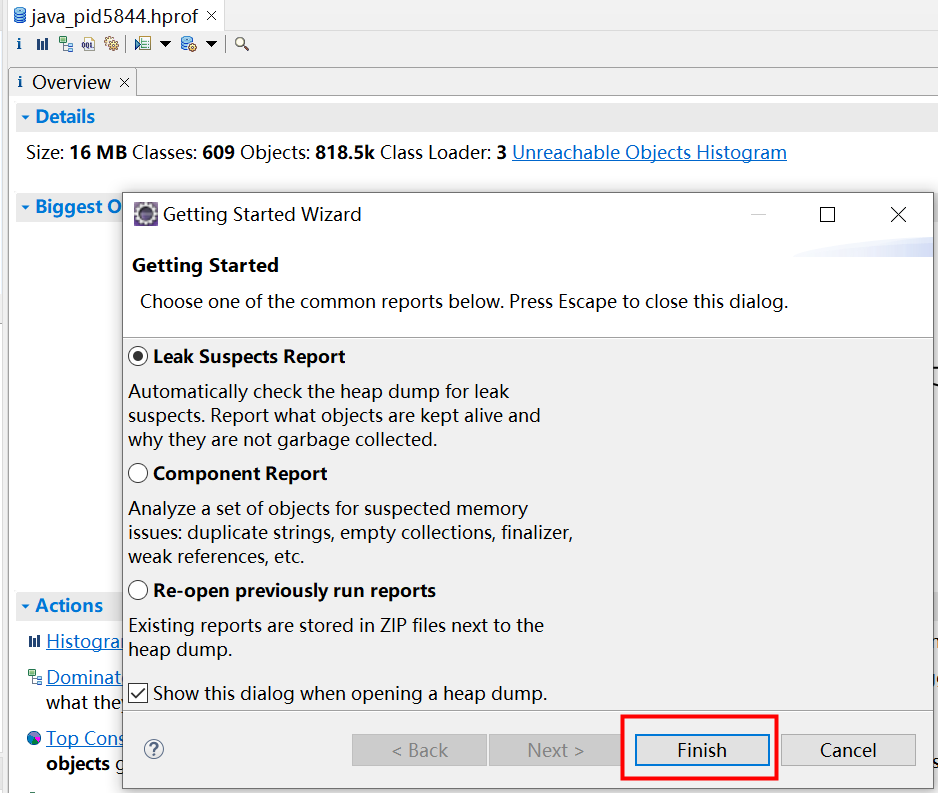 java_pid5844.hprof
Overview
Details
Size: 16 MB Classes: 609 Objects: 818.5k Class Loader: 3 Unreachable Objects Histogram
Biggest O
Getting Started Wizard
Getting Started
Choose one of the common reports below. Press Escape to close this dialog.
Leak Suspects Report
Automatically check the heap dump for leak
suspects. Report what objects are kept alive and
why they are not garbage collected.
Component Report
Analyze a set of objects for suspected memory
issues: duplicate strings, empty collections, finalizer,
weak references, etc.
Re-open previously run reports
Existing reports are stored in ZIP files next to the
heap dump.
Show this dialog when opening a heap dump.
Actions
Histogra
Dominat
what they
Top Cons
objects
< Back
Next >
Finish
Cancel